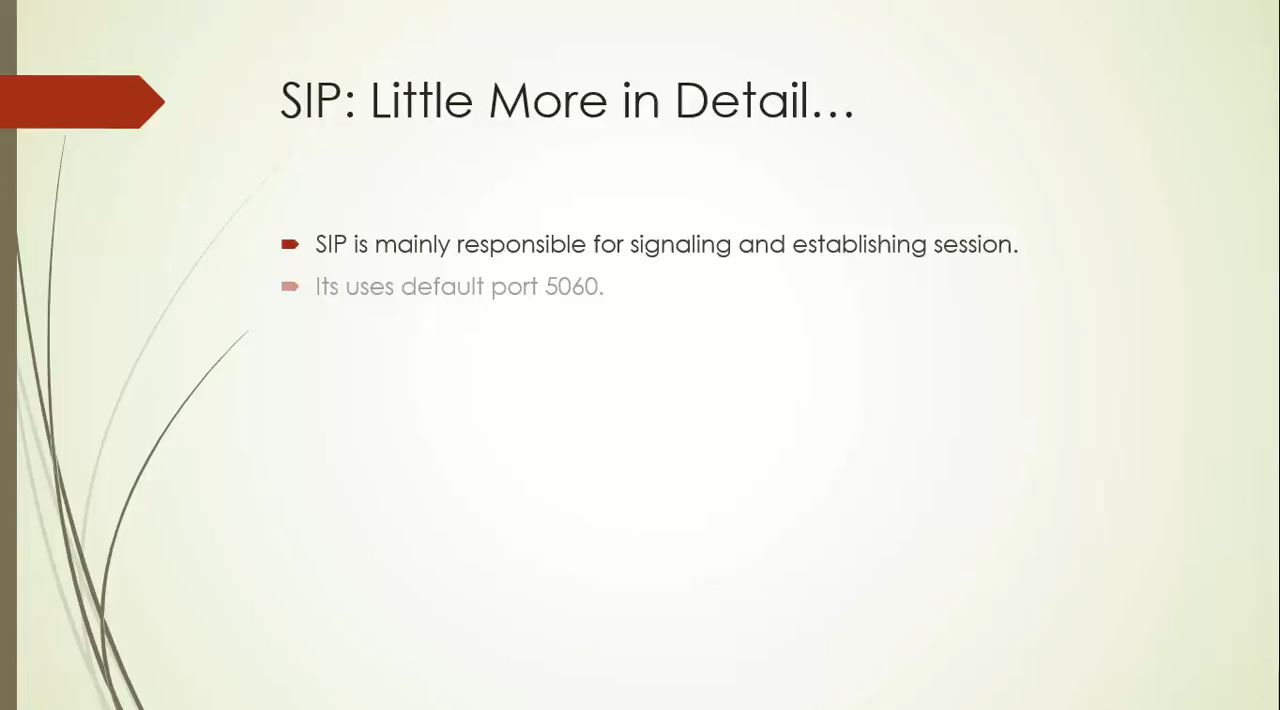 SIP: Little More in Detail...
SIP is mainly responsible for signaling and establishing session.
Its uses default port 5060.